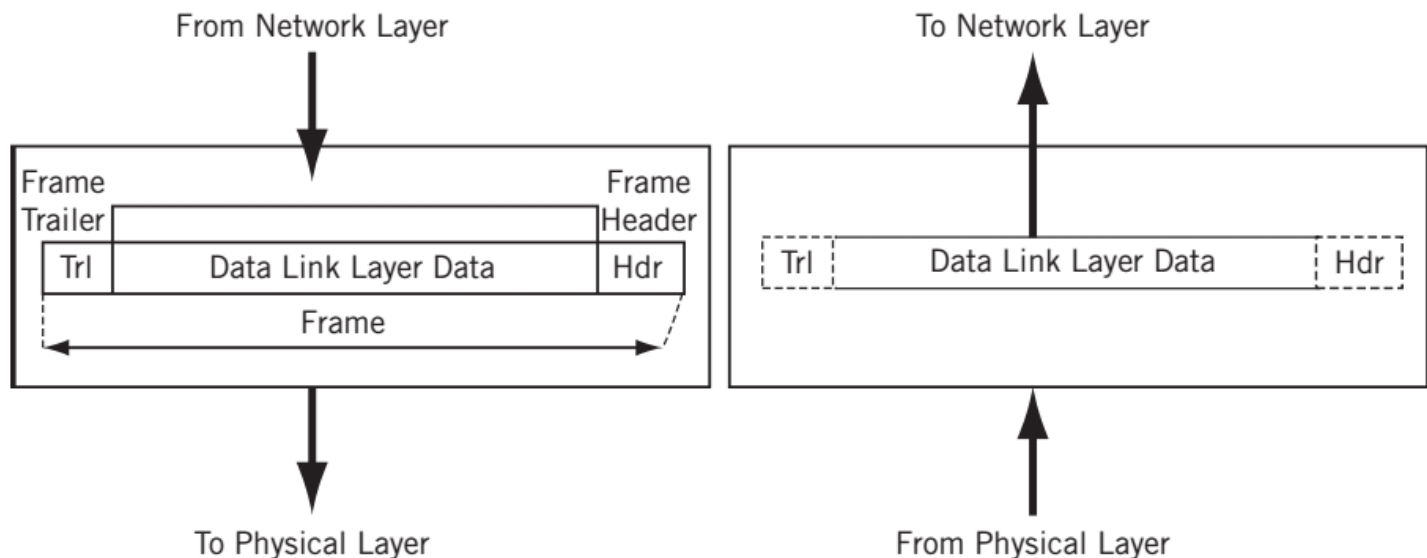 From Network Layer
To Network Layer
Frame Trailer
Frame Header
Trl
Data Link Layer Data
Hdr
Frame
Trl
Data Link Layer Data
Hdr
To Physical Layer
From Physical Layer